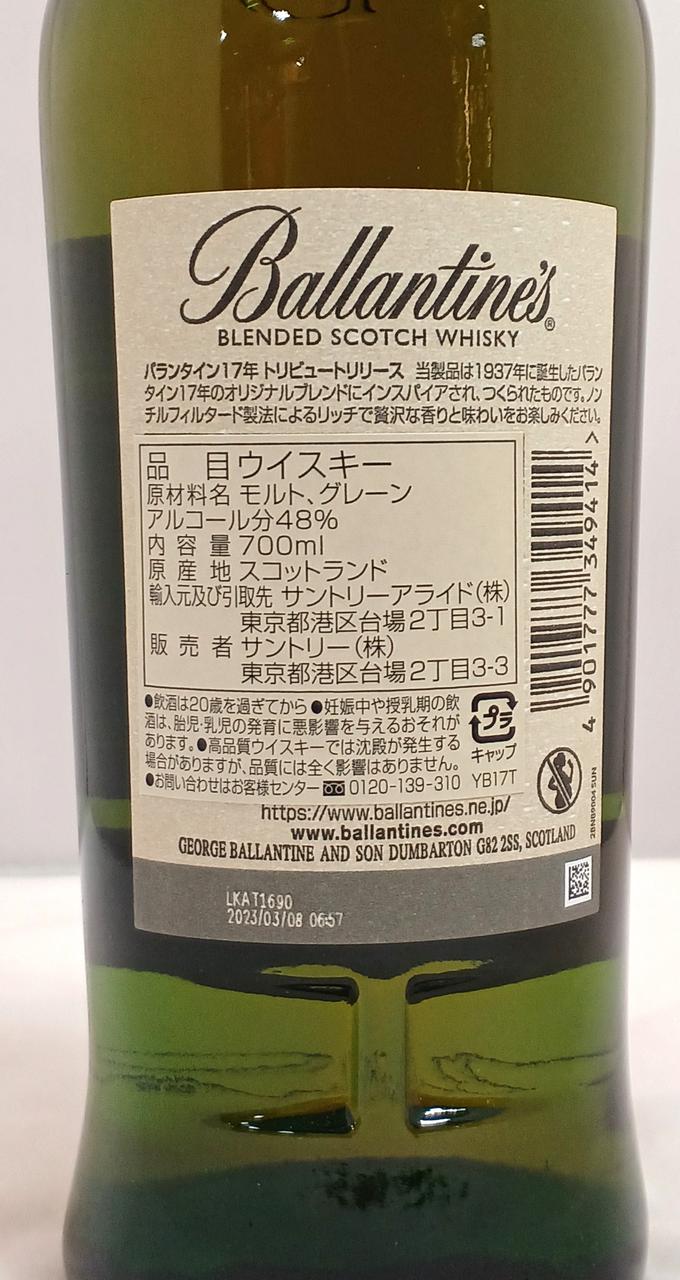 Ballantine's®
BLENDED SCOTCH WHISKY
バランタイン17年 トリビュートリリース 当製品は1937年に誕生したバラン
タイン17年のオリジナルブレンドにインスパイアされ、つくられたものです。ノン
チルフィルタード製法によるリッチで贅沢な香りと味わいをお楽しみください。
品 目 ウイスキー
原材料名 モルト、グレーン
アルコール分48%
内容量 700ml
原産地 スコットランド
輸入元及び引取先 サントリーアライド(株)
東京都港区台場2丁目3-1
販売者 サントリー(株)
東京都港区台場2丁目3-3
●飲酒は20歳を過ぎてから ●妊娠中や授乳期の飲
酒は、胎児・乳児の発育に悪影響を与えるおそれが
あります。●高品質ウイスキーでは沈殿が発生する
場合がありますが、品質には全く影響はありません。
●お問い合わせはお客様センター 0120-139-310
プラ
キャップ
YB17T
4 901777 349414 >
2BNB9004 SUN
https://www.ballantines.ne.jp/
www.ballantines.com
GEORGE BALLANTINE AND SON DUMBARTON G82 2SS, SCOTLAND
LKAT1690
2023/03/08 06:57